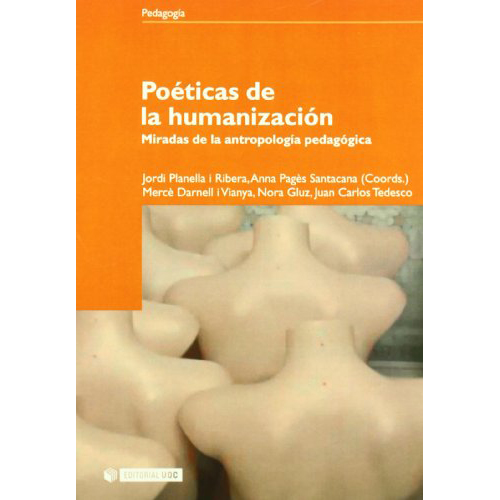 Pedagogía
Poéticas de
la humanización
Miradas de la antropología pedagógica
Jordi Planella i Ribera, Anna Pagès Santacana (Coords.)
Mercè Darnell i Vianya, Nora Gluz, Juan Carlos Tedesco
EDITORIAL UOC